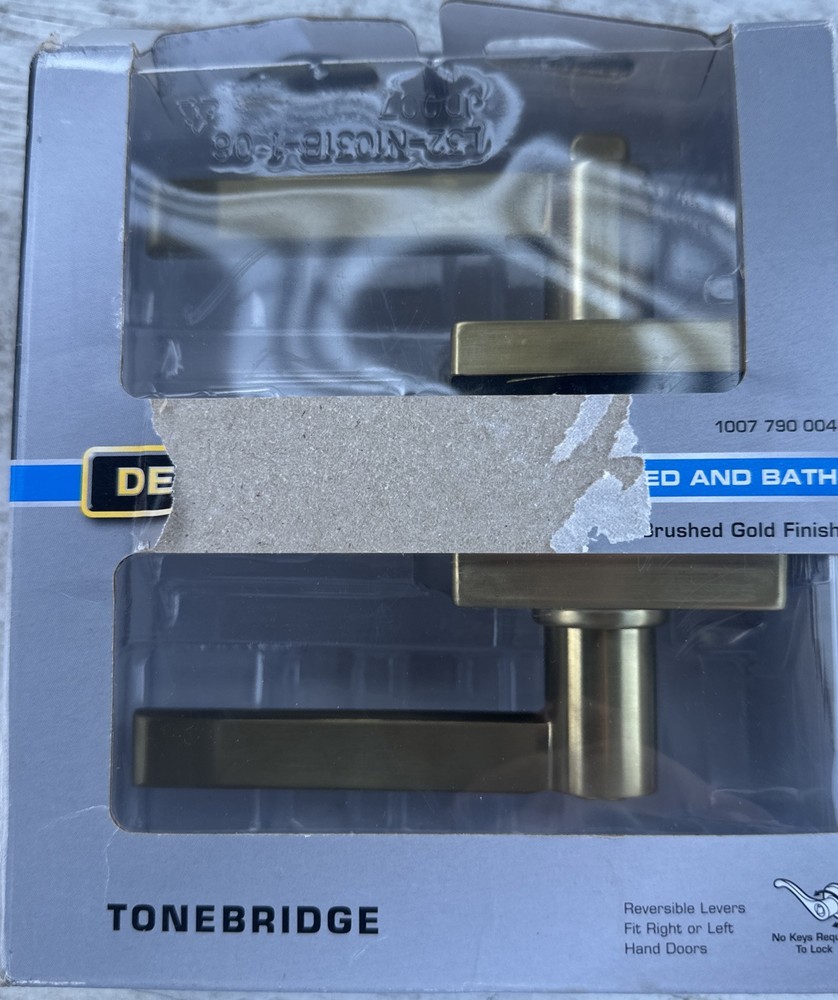 1007 790 004
DE
ED AND BATH
Brushed Gold Finish
TONEBRIDGE
Reversible Levers
Fit Right or Left
Hand Doors
No Keys Requ
To Lock